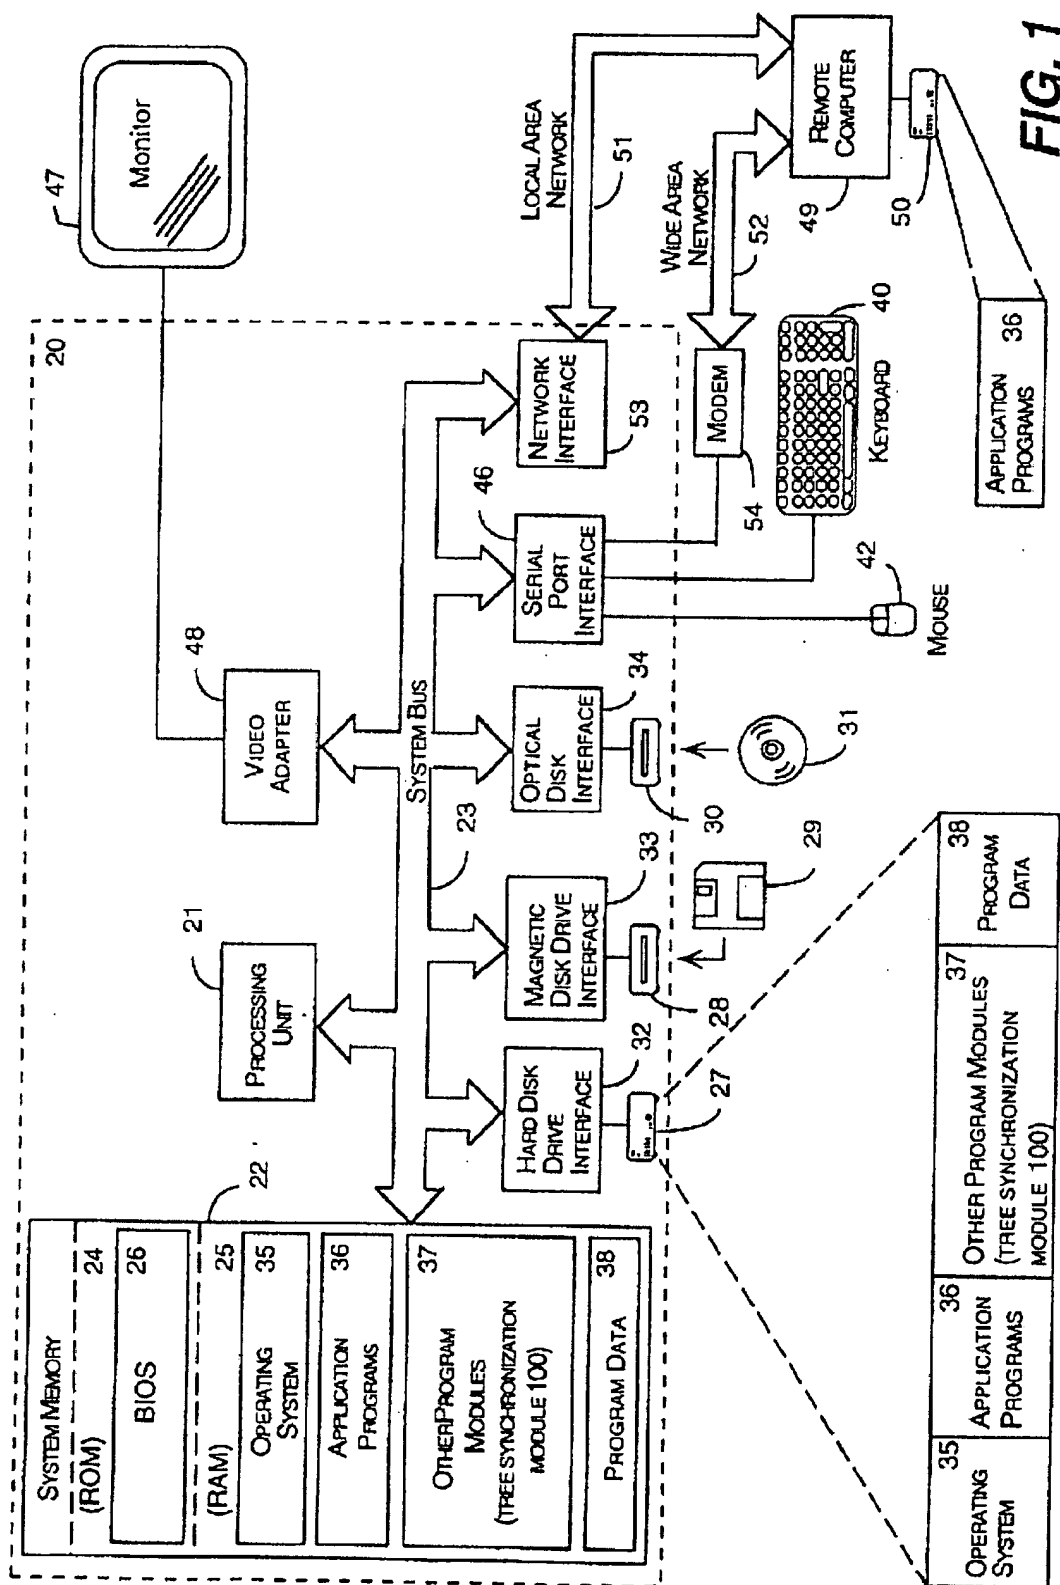 20
SYSTEM MEMORY
(ROM) 24
BIOS 26
(RAM) 25
OPERATING
SYSTEM
35
APPLICATION
PROGRAMS
36
OTHER PROGRAM
MODULES
(TREE SYNCHRONIZATION
MODULE 100)
37
PROGRAM DATA
38
22
21
PROCESSING
UNIT
48
VIDEO
ADAPTER
47
Monitor
23
SYSTEM BUS
HARD DISK
DRIVE
INTERFACE
32
MAGNETIC
DISK DRIVE
INTERFACE
33
OPTICAL
DISK
INTERFACE
34
SERIAL
PORT
INTERFACE
46
NETWORK
INTERFACE
53
27
28
30
29
31
LOCAL AREA
NETWORK
51
WIDE AREA
NETWORK
52
MODEM
54
REMOTE
COMPUTER
49
50
40
KEYBOARD
42
MOUSE
OPERATING
SYSTEM
35
APPLICATION
PROGRAMS
36
OTHER PROGRAM MODULES
(TREE SYNCHRONIZATION
MODULE 100)
37
PROGRAM
DATA
38
APPLICATION
PROGRAMS
36
FIG. 1